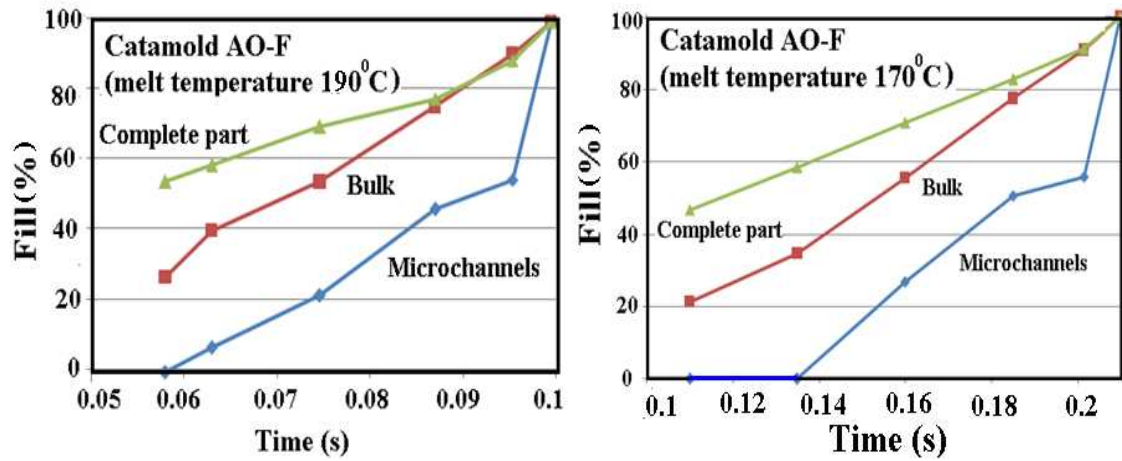 100
80
60
40
20
0
Fill(%)
Catamold AO-F
(melt temperature 190⁰C)
Complete part
Bulk
Microchannels
0.05 0.06 0.07 0.08 0.09 0.1
Time (s)
100
80
60
40
20
0
Fill(%)
Catamold AO-F
(melt temperature 170⁰C)
Complete part
Bulk
Microchannels
0.1 0.12 0.14 0.16 0.18 0.2
Time (s)